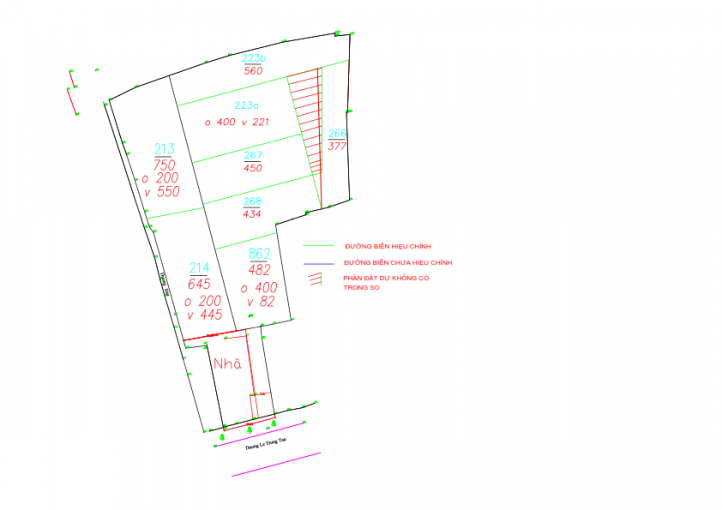 223b
560
223a
o 400 v 221
213
750
o 200
v 550
266
377
267
450
268
434
862
482
o 400
v 82
214
645
o 200
v 445
ĐƯỜNG BIÊN HIỆU CHỈNH
ĐƯỜNG BIÊN CHƯA HIỆU CHỈNH
PHẦN ĐẤT DƯ KHÔNG CÓ
TRONG SO
Nhà
Duong Le Trong Tan